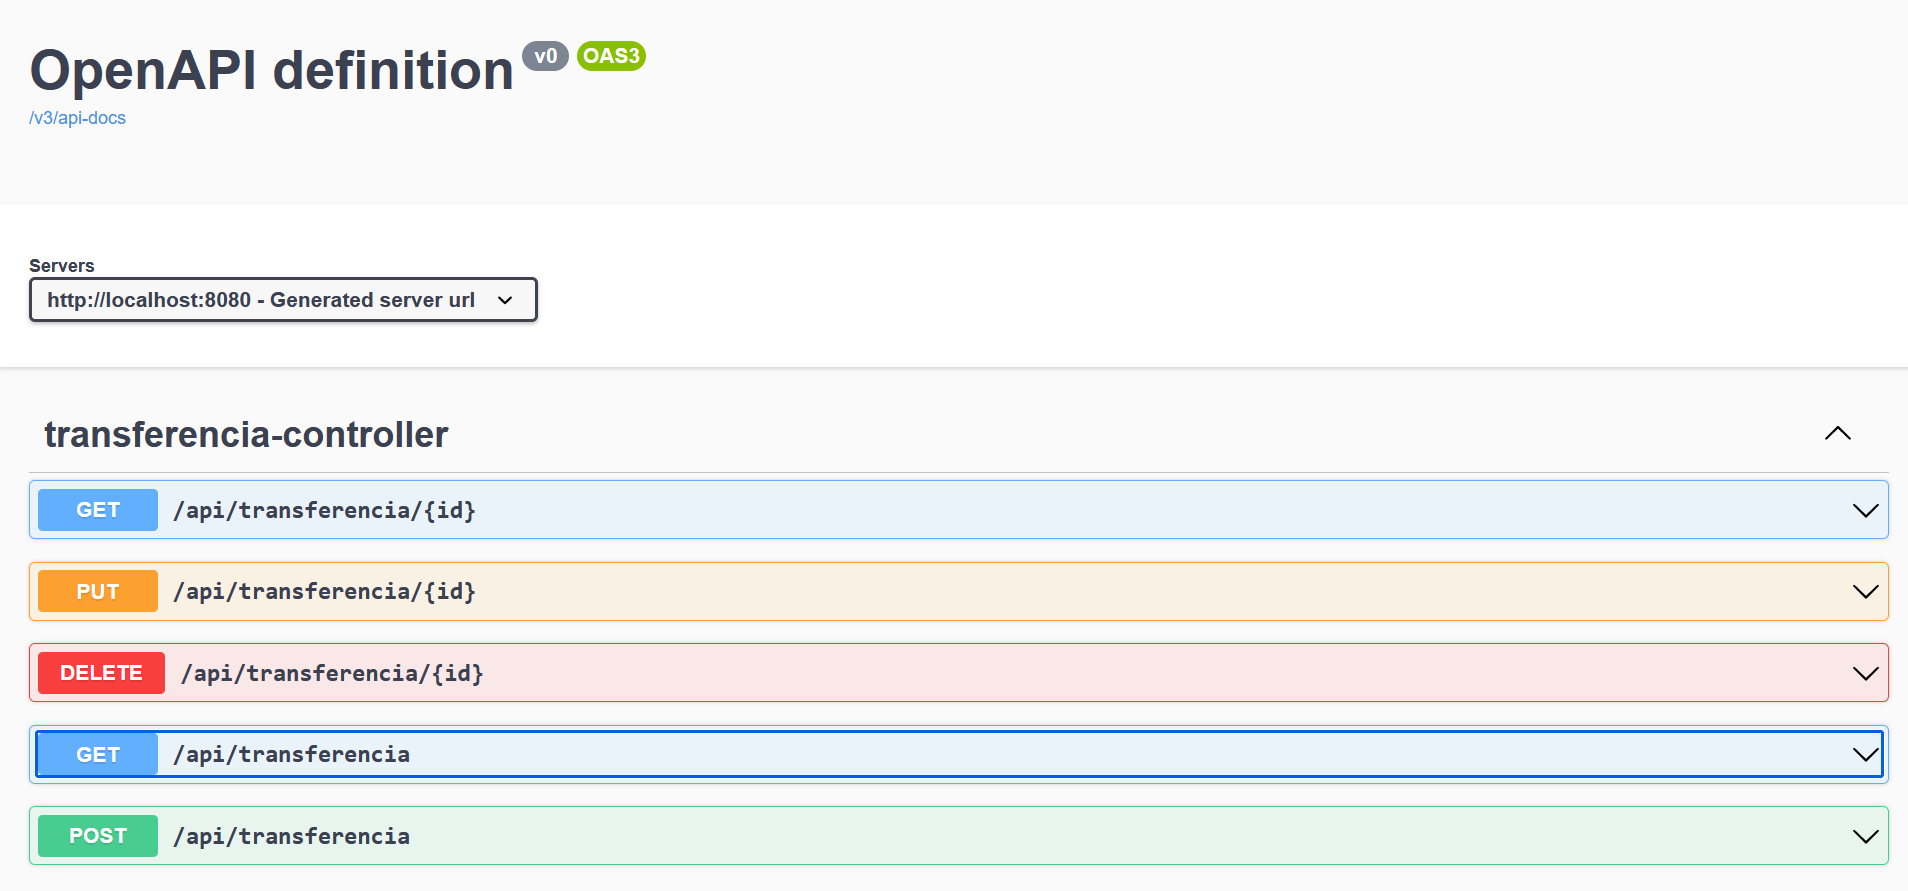 OpenAPI definition v0 OAS3
/v3/api-docs
Servers
http://localhost:8080 - Generated server url
transferencia-controller
GET /api/transferencia/{id}
PUT /api/transferencia/{id}
DELETE /api/transferencia/{id}
GET /api/transferencia
POST /api/transferencia